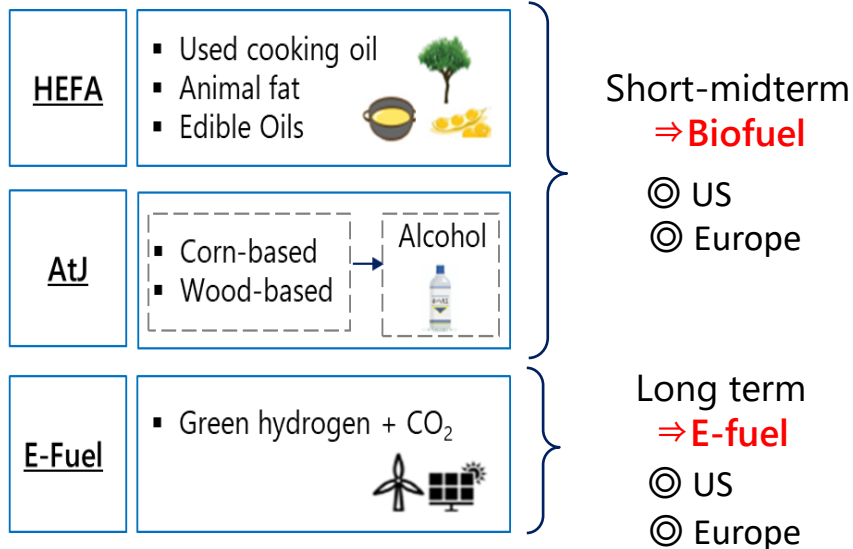 HEFA
▪ Used cooking oil
▪ Animal fat
▪ Edible Oils
AtJ
▪ Corn-based
▪ Wood-based
Alcohol
Short-midterm
⇒Biofuel
◎ US
◎ Europe
E-Fuel
▪ Green hydrogen + CO₂
Long term
⇒E-fuel
◎ US
◎ Europe